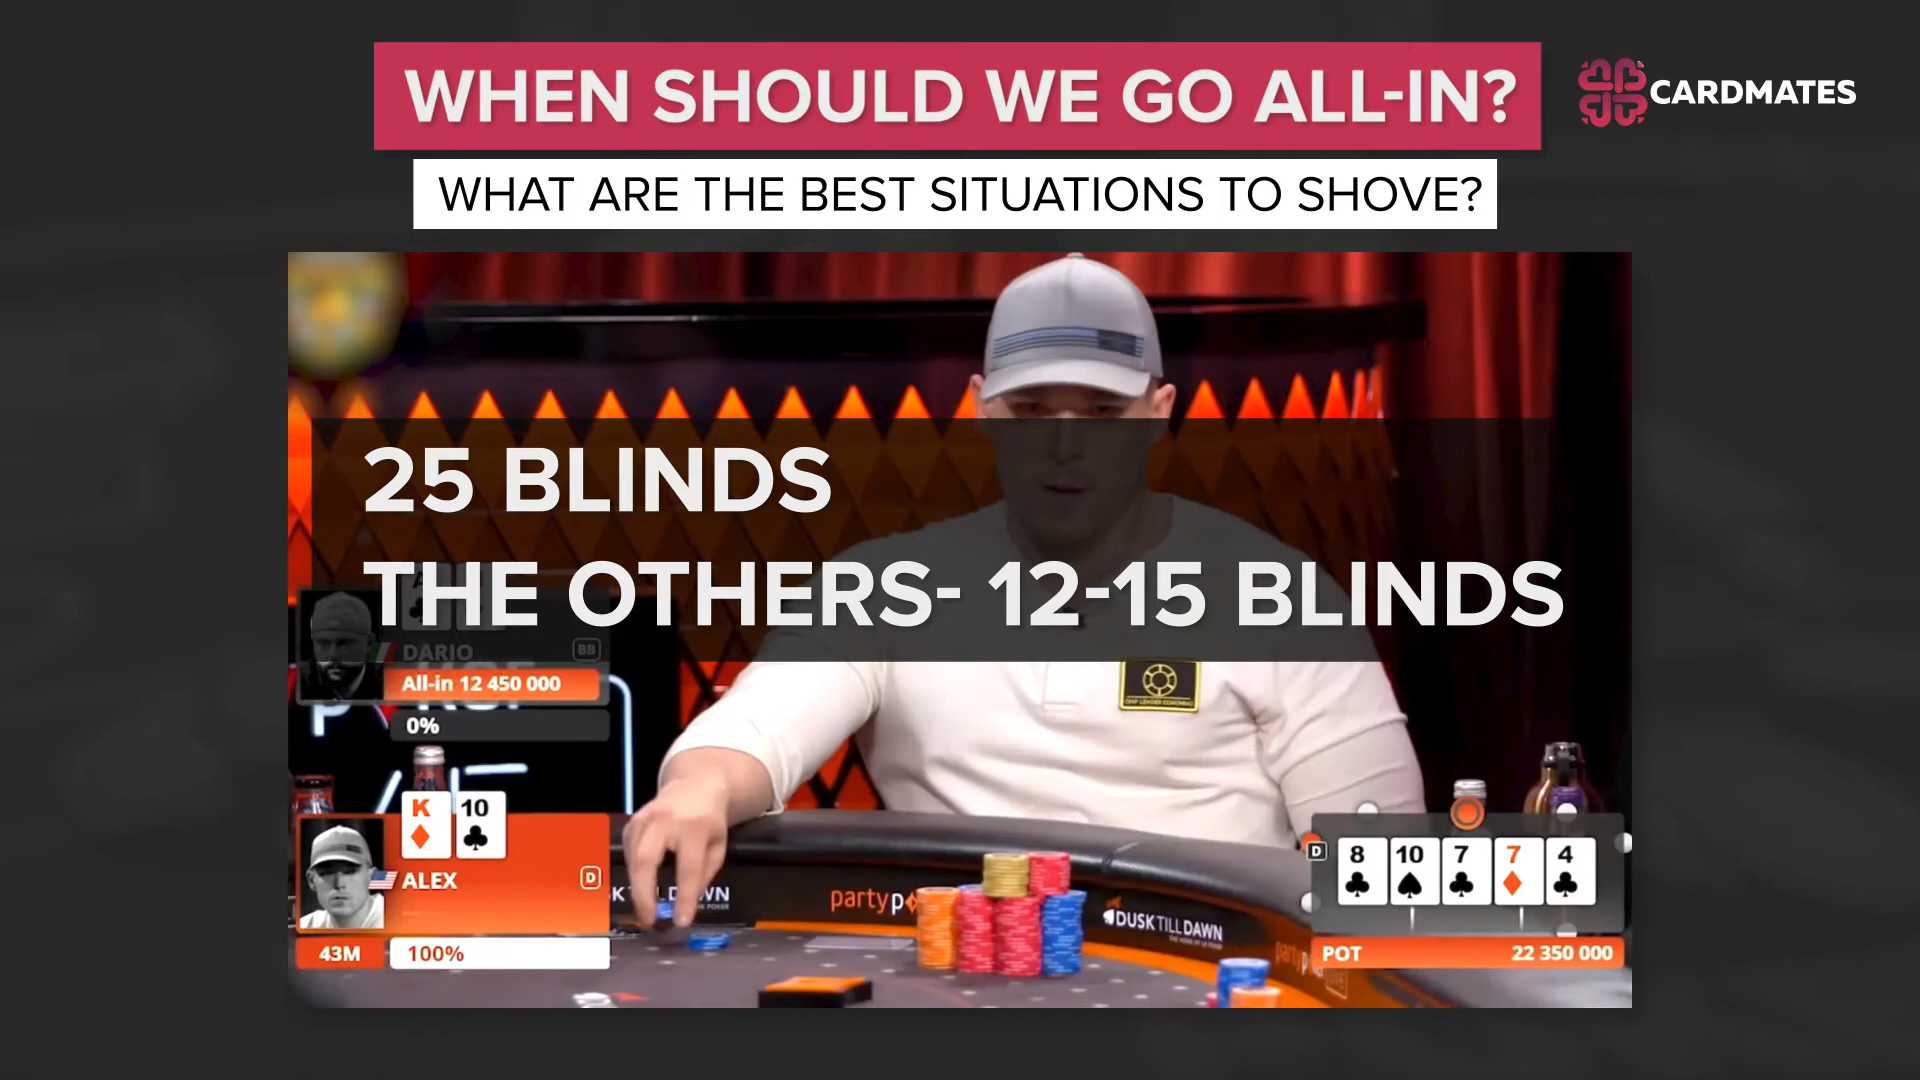 WHEN SHOULD WE GO ALL-IN?
CARDMATES
WHAT ARE THE BEST SITUATIONS TO SHOVE?
25 BLINDS
THE OTHERS- 12-15 BLINDS
DARIO BB
All-in 12 450 000
0%
K 10
ALEX D
43M 100%
DAWN
partyp
DUSK TILL DAWN
D
8 10 7 7 4
POT 22 350 000